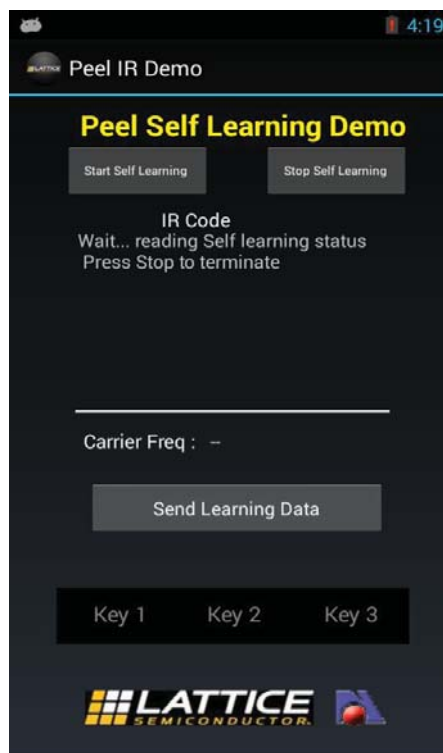 4:19
LATTICE Peel IR Demo
Peel Self Learning Demo
Start Self Learning Stop Self Learning
IR Code
Wait... reading Self learning status
Press Stop to terminate
Carrier Freq : --
Send Learning Data
Key 1 Key 2 Key 3
LATTICE
SEMICONDUCTOR.